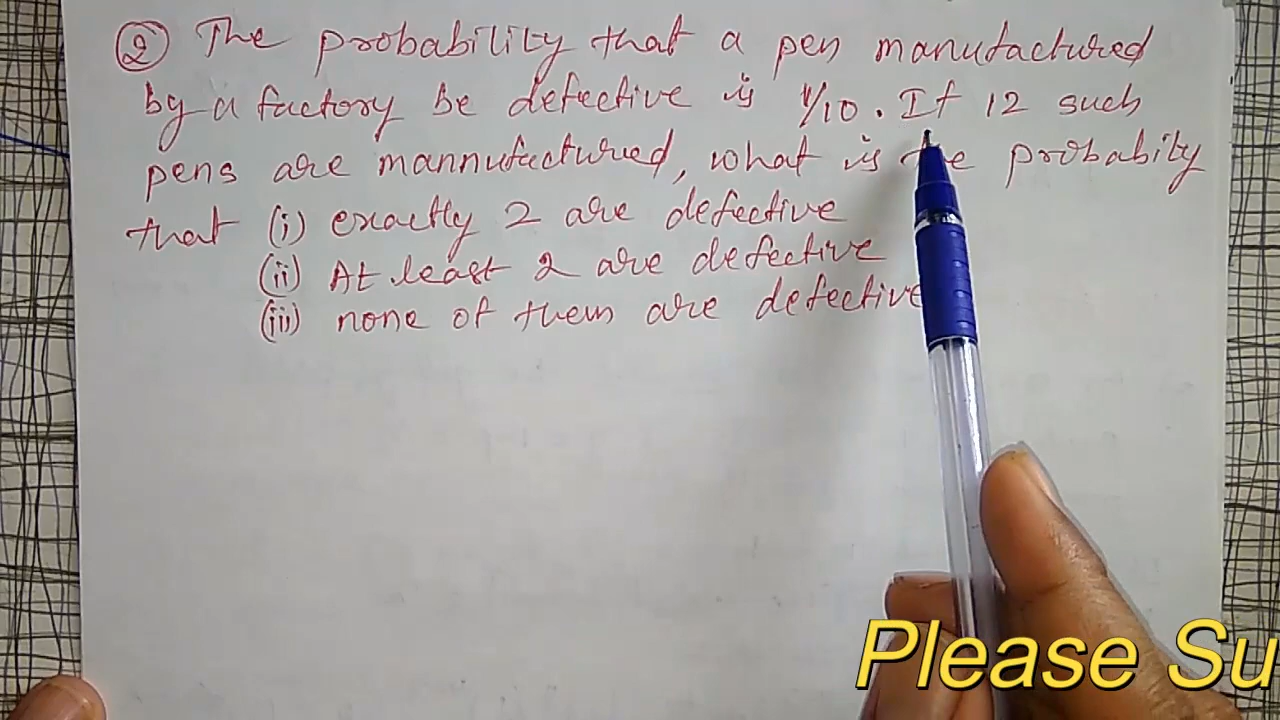 ② The probability that a pen manufactured
by a factory be defective is 1/10. If 12 such
pens are mannufactured, what is the probabiity
that (i) exactly 2 are defective
(ii) At least 2 are defective
(iii) none of them are defective
Please Su